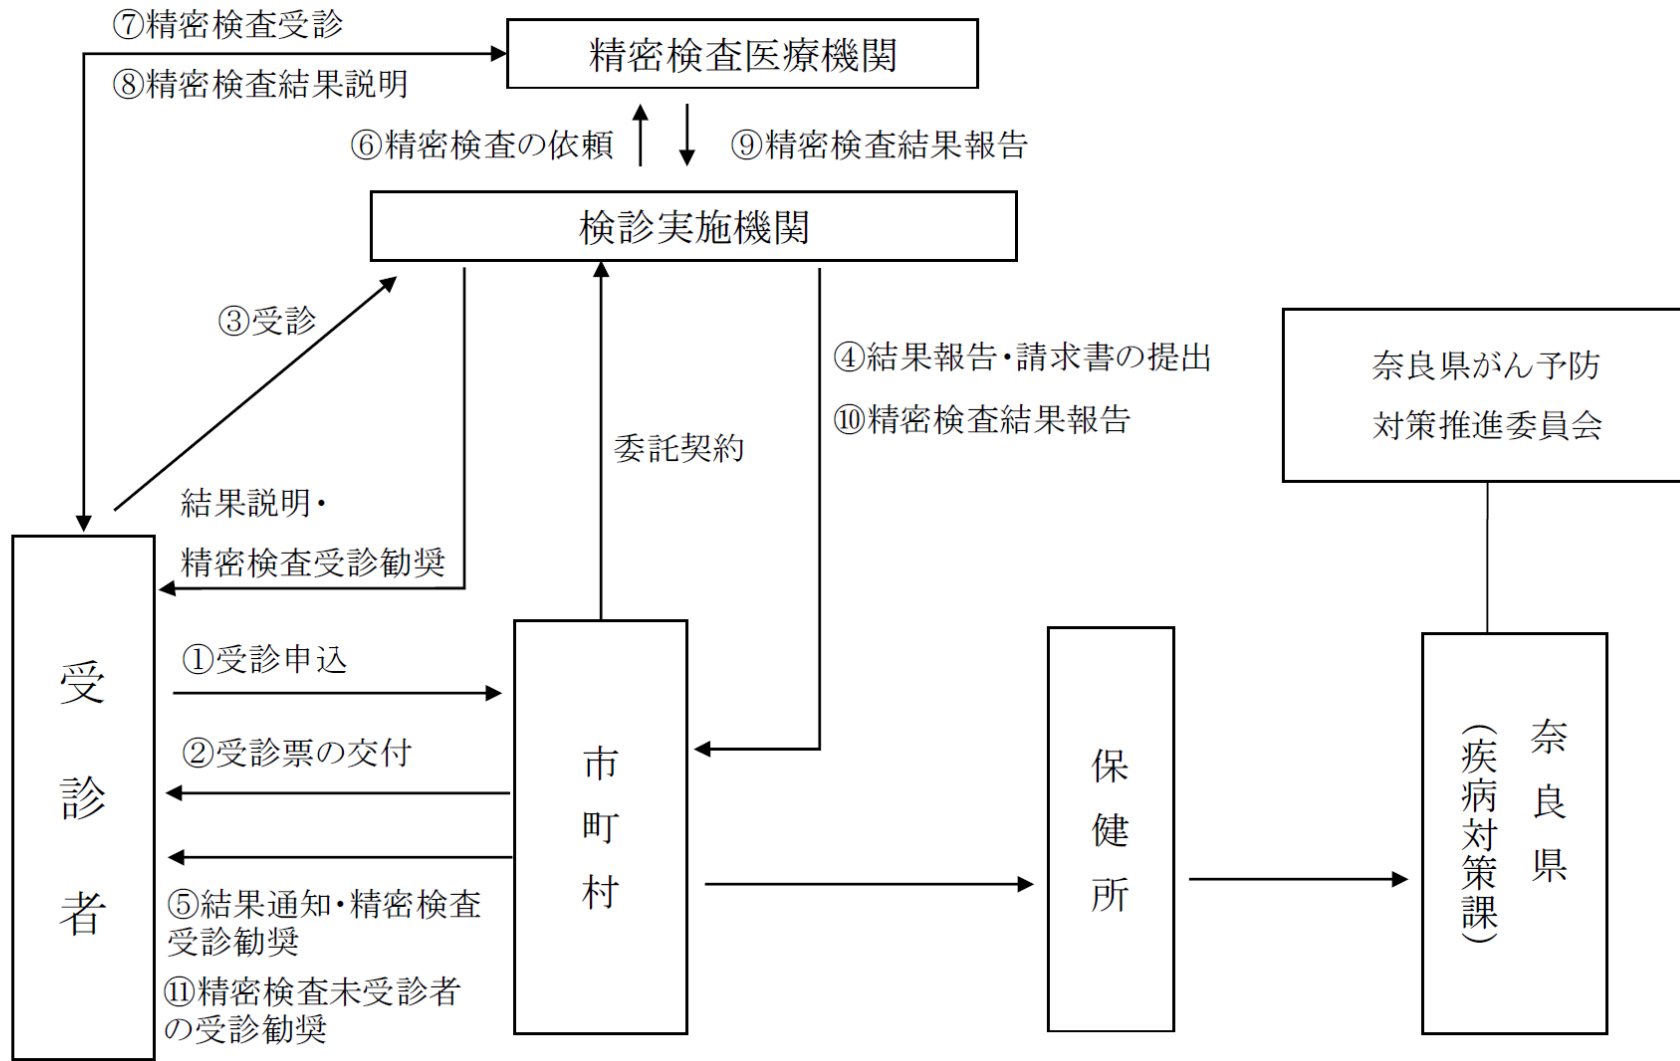 ⑦精密検査受診
精密検査医療機関
⑧精密検査結果説明
⑥精密検査の依頼
⑨精密検査結果報告
検診実施機関
③受診
④結果報告・請求書の提出
⑩精密検査結果報告
奈良県がん予防
対策推進委員会
委託契約
結果説明・
精密検査受診勧奨
受診者
①受診申込
②受診票の交付
市町村
保健所
奈良県
(疾病対策課)
⑤結果通知・精密検査
受診勧奨
⑪精密検査未受診者
の受診勧奨